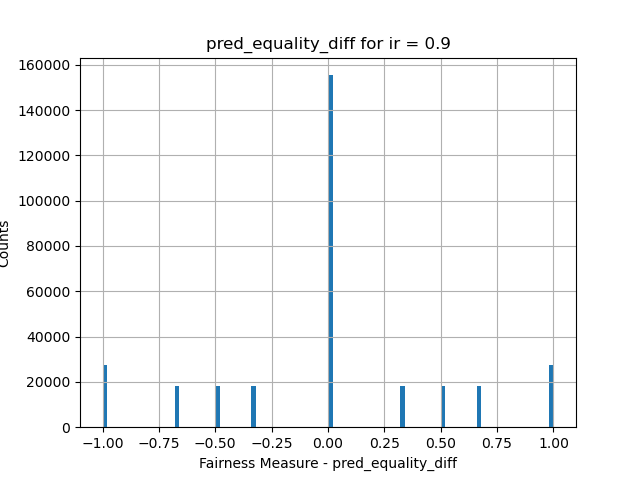 pred_equality_diff for ir = 0.9
160000
140000
120000
100000
80000
60000
40000
20000
0
Counts
−1.00 −0.75 −0.50 −0.25 0.00 0.25 0.50 0.75 1.00
Fairness Measure - pred_equality_diff